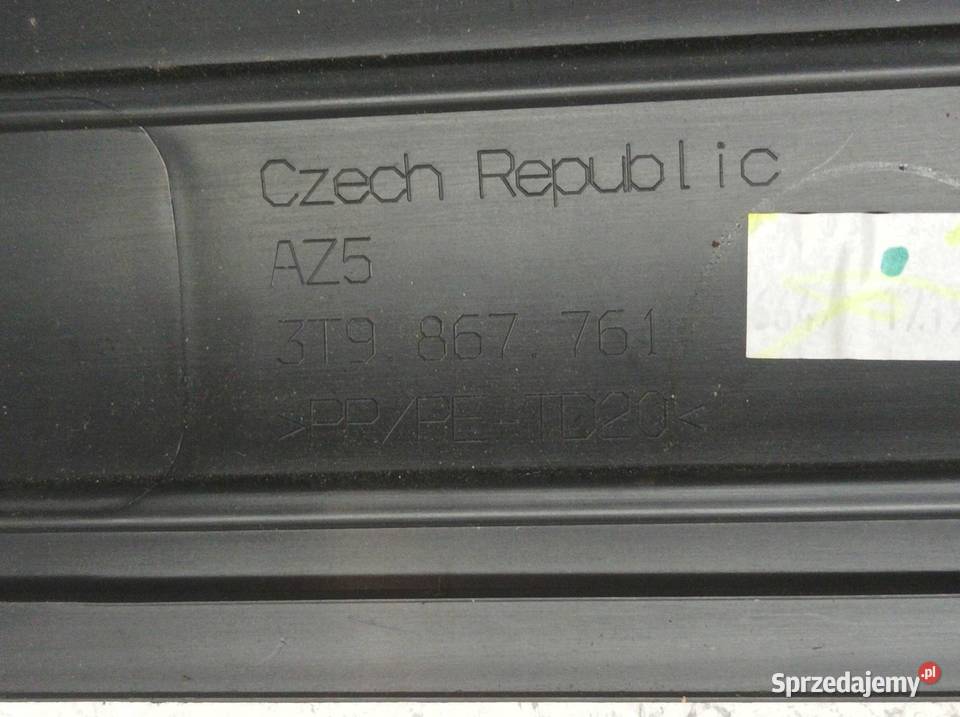 Czech Republic
AZ5
3T9.867.761
>PP/PE-TD20<
Sprzedajemy.pl